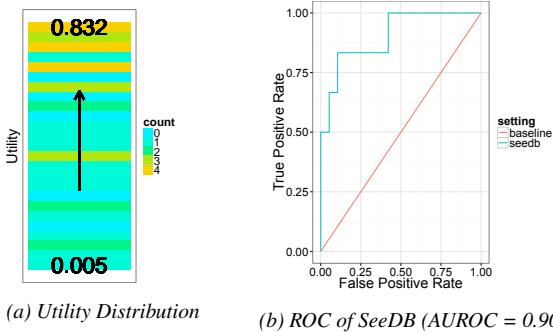 0.832
Utility
count
0
1
2
3
4
0.005
(a) Utility Distribution
1.00
0.75
0.50
0.25
0.00
True Positive Rate
0.00 0.25 0.50 0.75 1.00
False Positive Rate
setting
baseline
seedb
(b) ROC of SeeDB (AUROC = 0.90